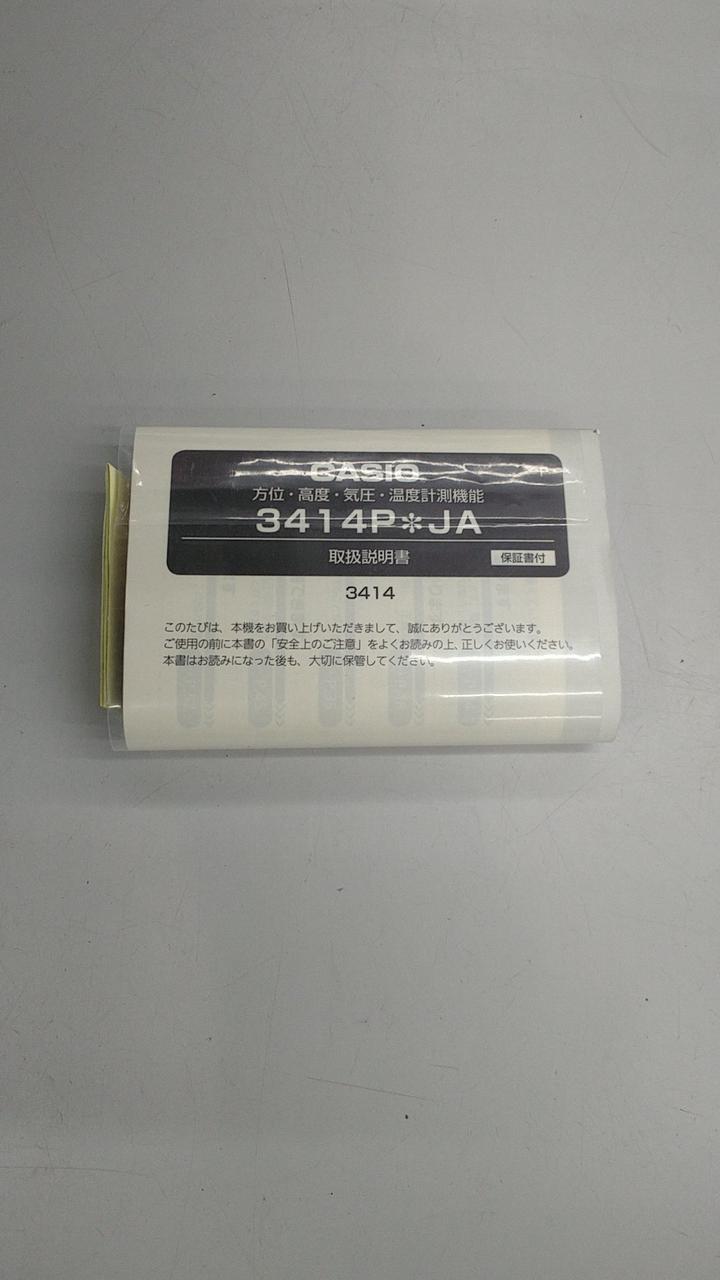 CASIO
方位・高度・気圧・温度計測機能
3414P✻JA
取扱説明書
保証書付
3414
このたびは、本機をお買い上げいただきまして、誠にありがとうございます。
ご使用の前に本書の「安全上のご注意」をよくお読みの上、正しくお使いください。
本書はお読みになった後も、大切に保管してください。